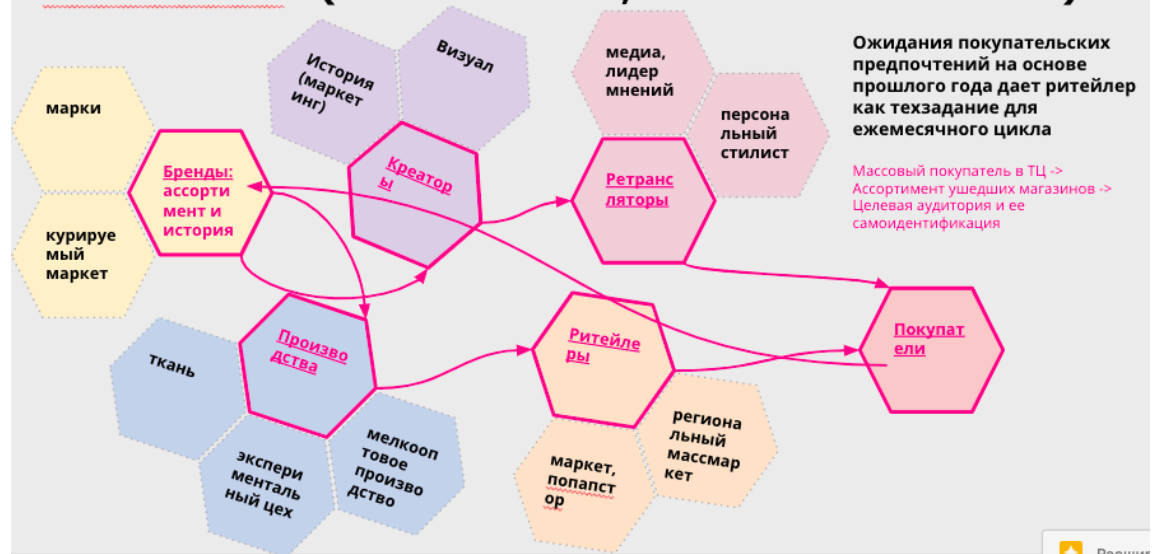 марки
Бренды:
ассорти
мент и
история
курируе
мый
маркет
История
(маркет
инг)
Визуал
Креатор
ы
медиа,
лидер
мнений
персона
льный
стилист
Ретранс
ляторы
Ожидания покупательских
предпочтений на основе
прошлого года дает ритейлер
как техзадание для
ежемесячного цикла
Массовый покупатель в ТЦ ->
Ассортимент ушедших магазинов ->
Целевая аудитория и ее
самоидентификация
Произво
дства
ткань
экспери
менталь
ный цех
мелкооп
товое
произво
дство
Ритейле
ры
маркет,
попапст
ор
региона
льный
массмар
кет
Покупат
ели